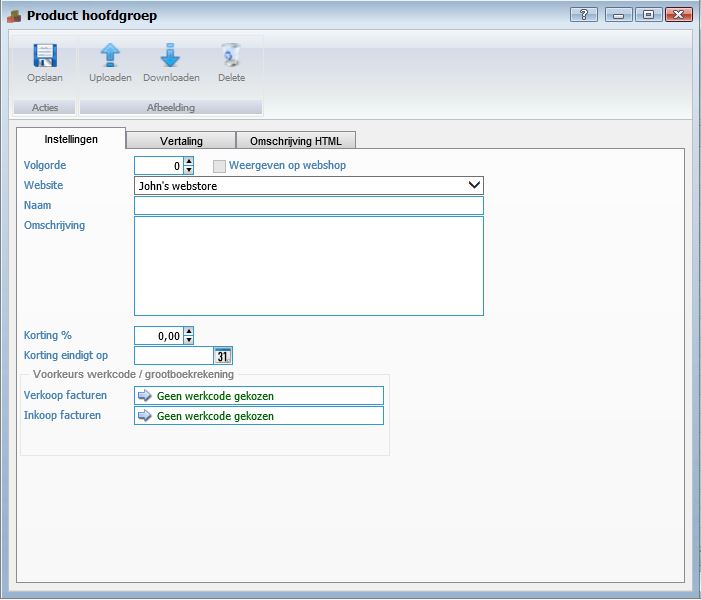 Product hoofdgroep
?
Opslaan Uploaden Downloaden Delete
Acties Afbeelding
Instellingen Vertaling Omschrijving HTML
Volgorde 0 Weergeven op webshop
Website John's webstore
Naam
Omschrijving
Korting % 0,00
Korting eindigt op 31
Voorkeurs werkcode / grootboekrekening
Verkoop facturen Geen werkcode gekozen
Inkoop facturen Geen werkcode gekozen